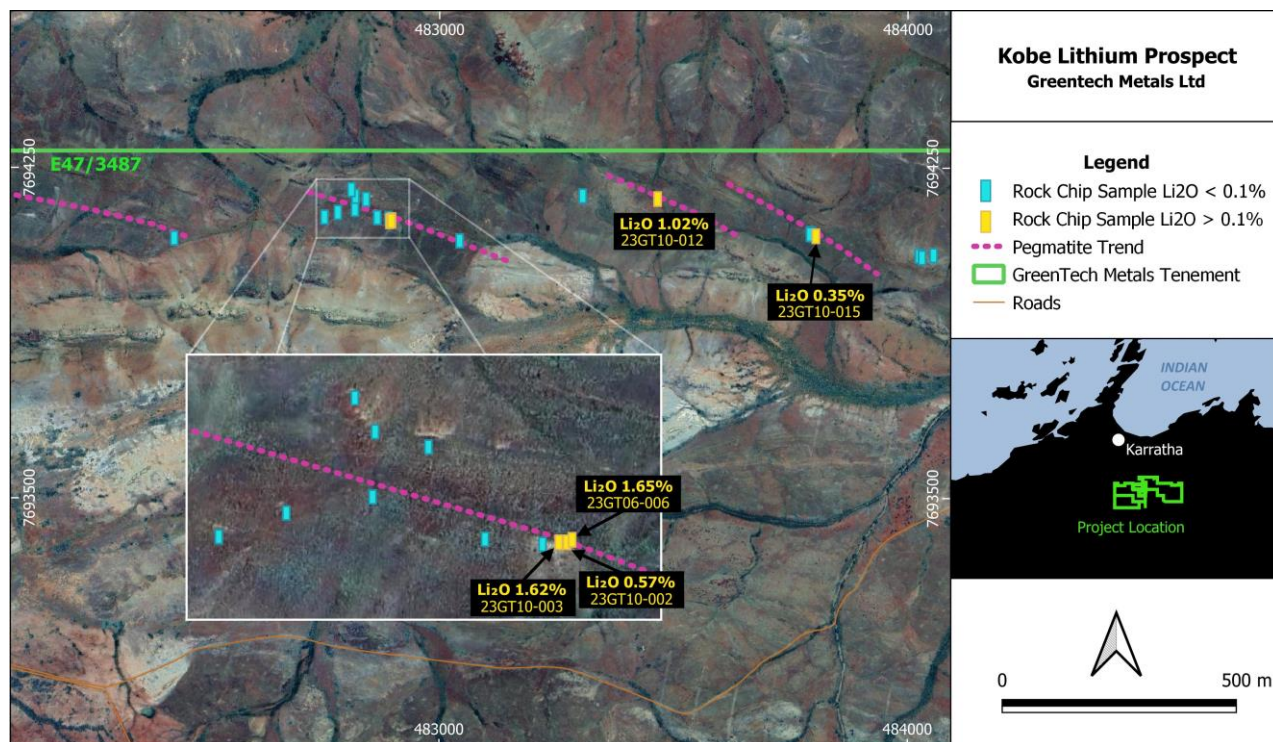 483000
484000
7694250
7694250
E47/3487
Li₂O 1.02%
23GT10-012
Li₂O 0.35%
23GT10-015
Li₂O 1.65%
23GT06-006
Li₂O 1.62%
23GT10-003
Li₂O 0.57%
23GT10-002
7693500
7693500
483000
484000
Kobe Lithium Prospect
Greentech Metals Ltd
Legend
Rock Chip Sample Li2O < 0.1%
Rock Chip Sample Li2O > 0.1%
Pegmatite Trend
GreenTech Metals Tenement
Roads
INDIAN
OCEAN
Karratha
Project Location
0 500 m